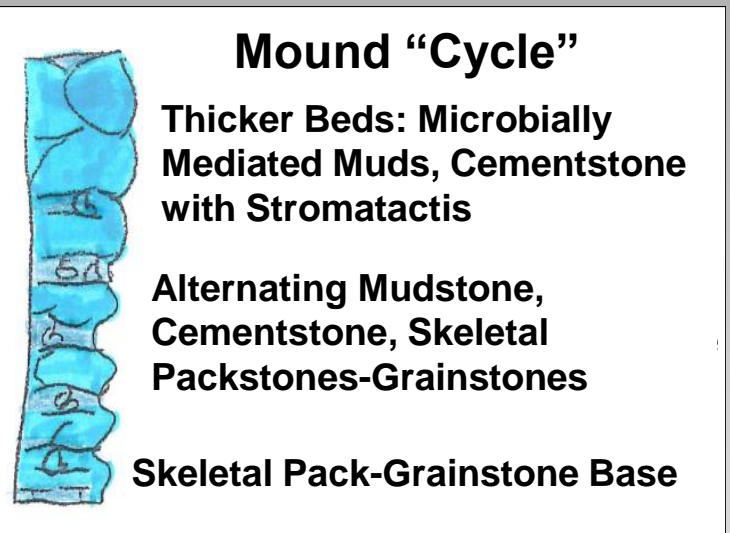 Mound “Cycle”
Thicker Beds: Microbially
Mediated Muds, Cementstone
with Stromatactis
Alternating Mudstone,
Cementstone, Skeletal
Packstones-Grainstones
Skeletal Pack-Grainstone Base